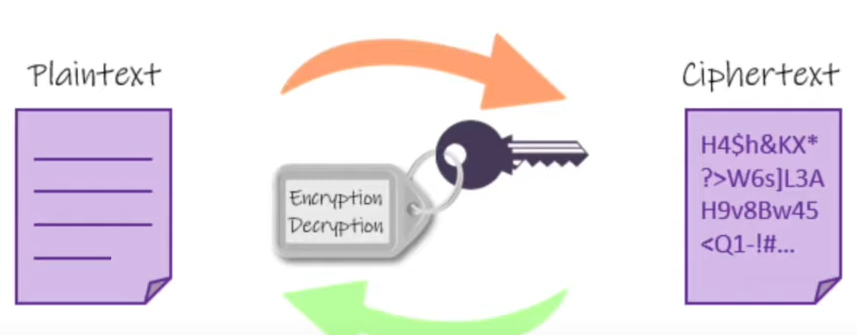 Plaintext
Ciphertext
Encryption
Decryption
H4$h&KX*
?>W6s]L3A
H9v8Bw45
<Q1-!#...